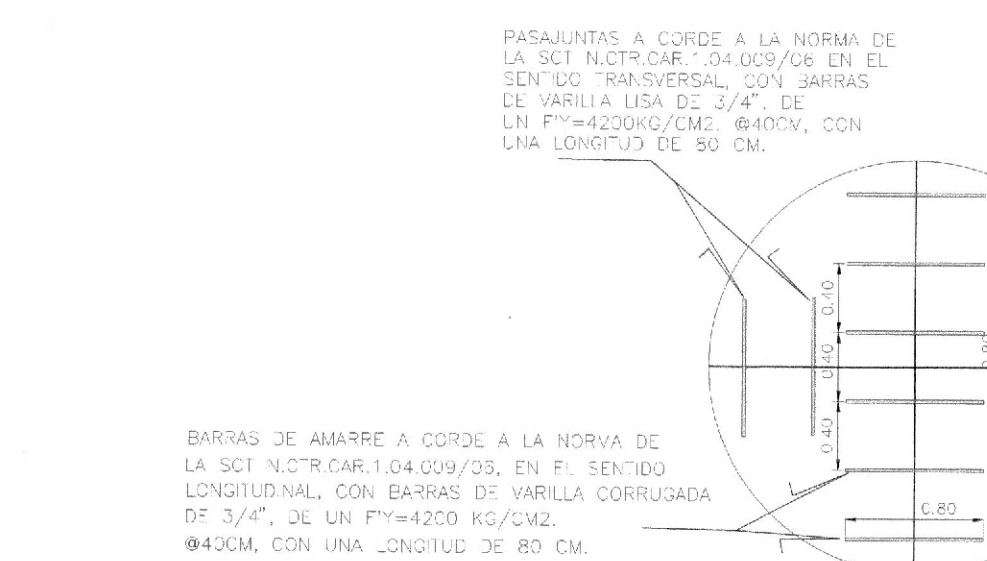 PASAJUNTAS A CORDE A LA NORMA DE
LA SCT N.CTR.CAR.1.04.009/06 EN EL
SENTIDO TRANSVERSAL, CON BARRAS
DE VARILLA LISA DE 3/4", DE
UN F'Y=4200KG/CM2. @40CM, CON
UNA LONGITUD DE 80 CM.
0.40
0.40
0.40
BARRAS DE AMARRE A CORDE A LA NORMA DE
LA SCT N.CTR.CAR.1.04.009/06, EN EL SENTIDO
LONGITUDINAL, CON BARRAS DE VARILLA CORRUGADA
DE 3/4", DE UN F'Y=4200 KG/CM2.
@40CM, CON UNA LONGITUD DE 80 CM.
0.80